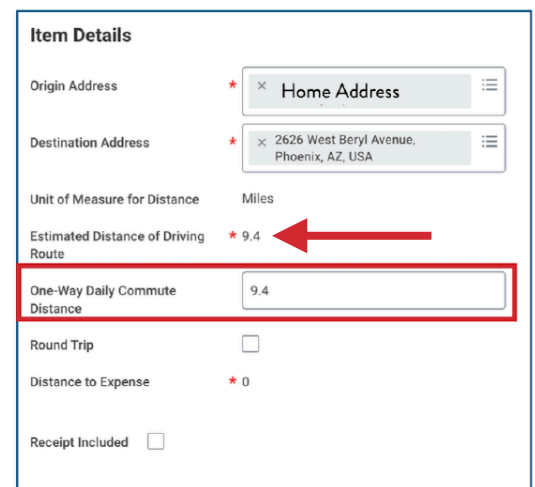 Item Details
Origin Address * × Home Address
Destination Address * × 2626 West Beryl Avenue,
Phoenix, AZ, USA
Unit of Measure for Distance Miles
Estimated Distance of Driving * 9.4
Route
One-Way Daily Commute 9.4
Distance
Round Trip
Distance to Expense * 0
Receipt Included